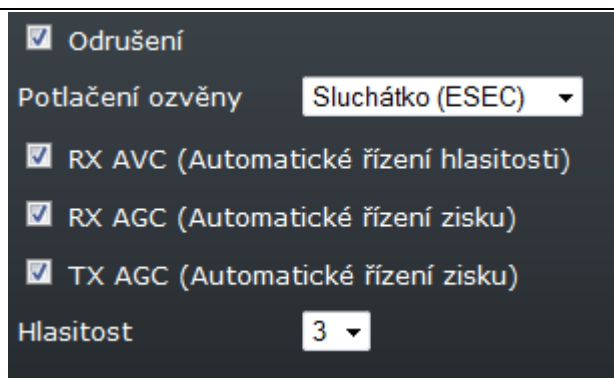 Odrušení
Potlačení ozvěny Sluchátko (ESEC)
RX AVC (Automatické řízení hlasitosti)
RX AGC (Automatické řízení zisku)
TX AGC (Automatické řízení zisku)
Hlasitost 3